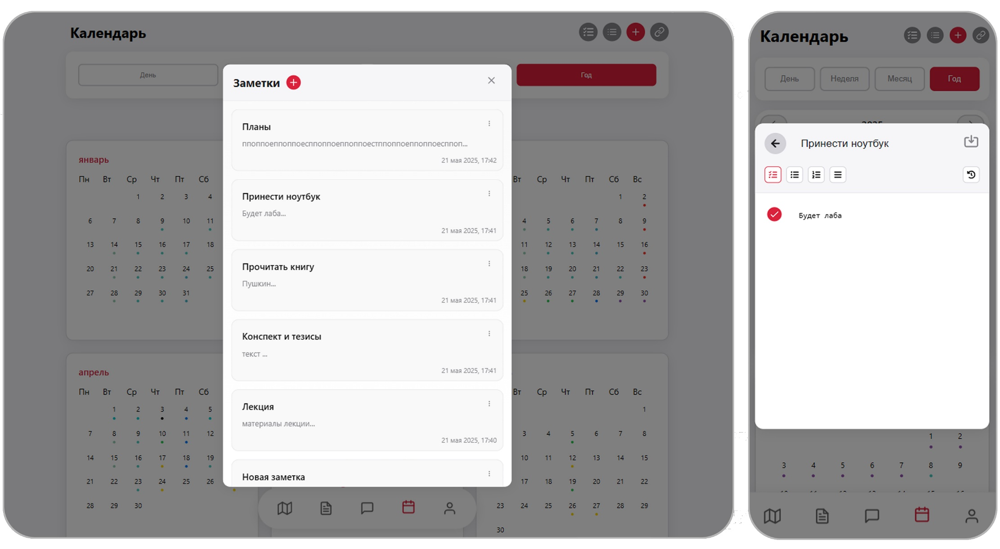 Календарь
День
Год
Заметки
Планы
ппоппоеппоппоесппоппоеппоппоестппоппоеппоппоесппоп...
21 мая 2025, 17:42
Принести ноутбук
Будет лаба...
21 мая 2025, 17:41
Прочитать книгу
Пушкин...
21 мая 2025, 17:41
Конспект и тезисы
текст ...
21 мая 2025, 17:41
Лекция
материалы лекции...
21 мая 2025, 17:40
Новая заметка
январь
Пн Вт Ср Чт Пт Сб
1 2 3 4
6 7 8 9 10 11
13 14 15 16 17 18
20 21 22 23 24 25
27 28 29 30 31
Вт Ср Чт Пт Сб Вс
1 2
4 5 6 7 8 9
11 12 13 14 15 16
18 19 20 21 22 23
25 26 27 28 29 30
апрель
Пн Вт Ср Чт Пт Сб
1 2 3 4 5
7 8 9 10 11 12
14 15 16 17 18 19
21 22 23 24 25 26
28 29 30
Вт Ср Чт Пт Сб Вс
1
3 4 5 6 7 8
10 11 12 13 14 15
17 18 19 20 21 22
23 24 25 26 27 28 29
30
Календарь
День Неделя Месяц Год
Принести ноутбук
Будет лаба
1 2
3 4 5 6 7 8 9